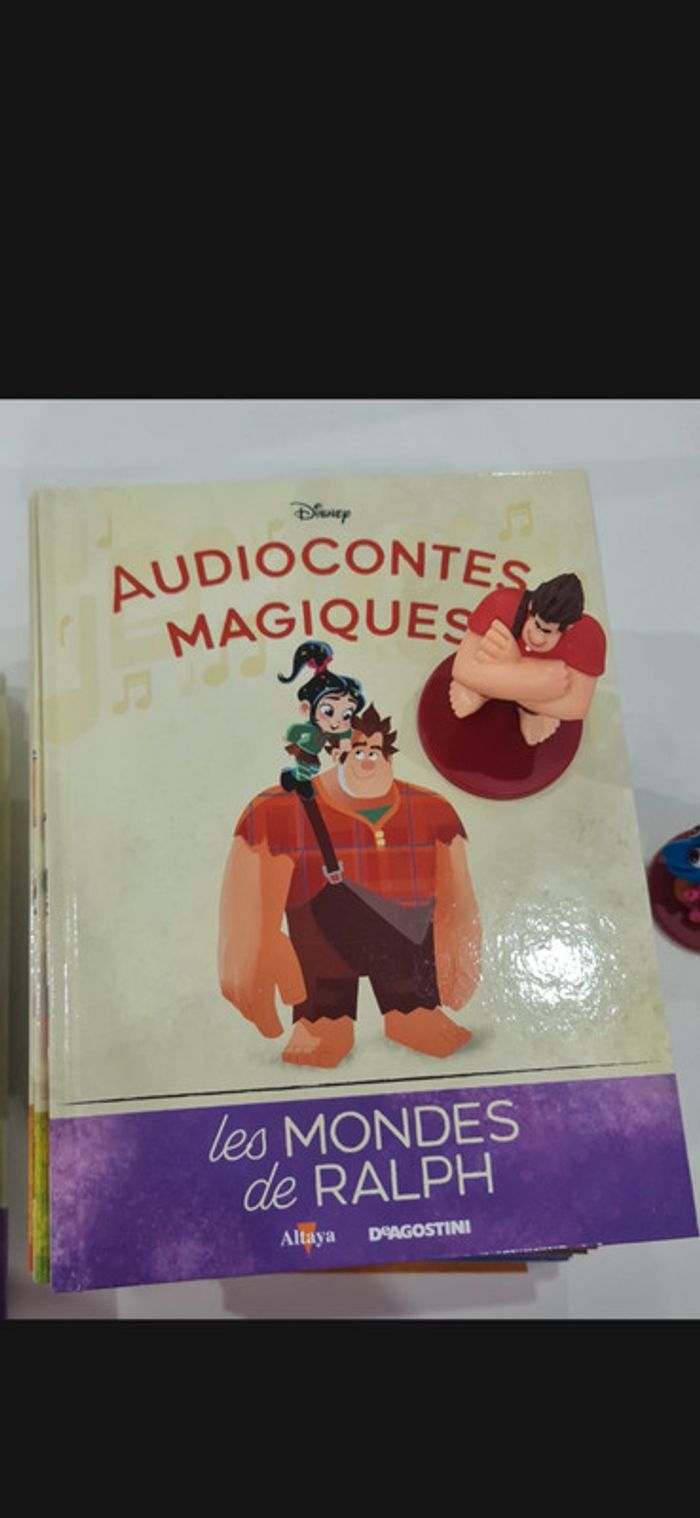 Disney
AUDIOCONTES
MAGIQUES
les MONDES
de RALPH
Altaya DeAGOSTINI